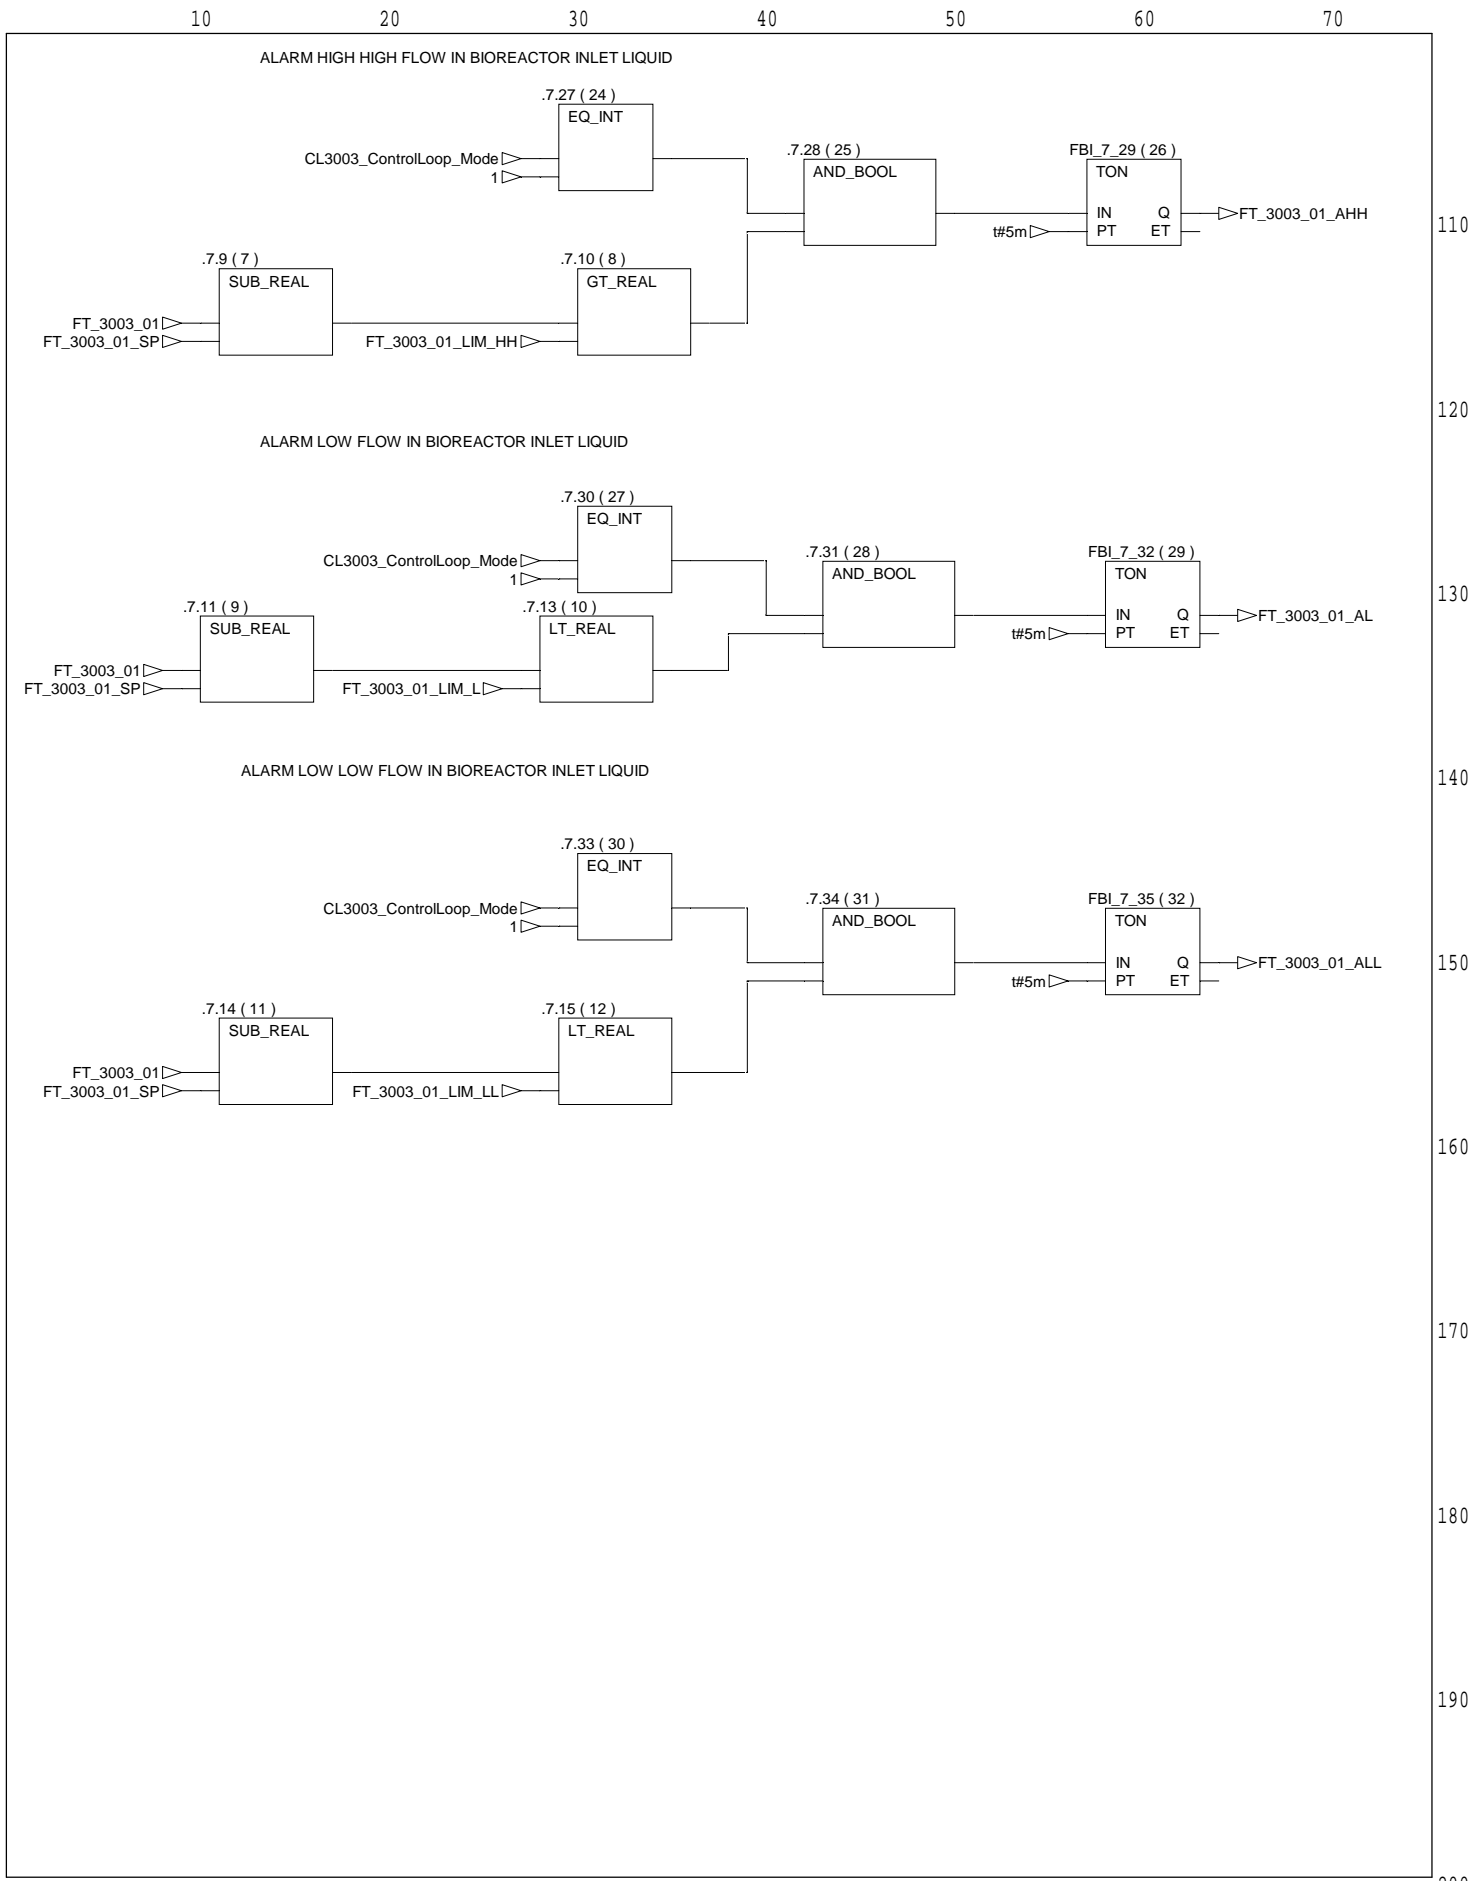 10 20 30 40 50 60 70
ALARM HIGH HIGH FLOW IN BIOREACTOR INLET LIQUID
.7.27 ( 24 )
EQ_INT
CL3003_ControlLoop_Mode
1
.7.28 ( 25 )
AND_BOOL
FBI_7_29 ( 26 )
TON
IN Q
PT ET
t#5m
FT_3003_01_AHH
110
.7.9 ( 7 )
SUB_REAL
FT_3003_01
FT_3003_01_SP
.7.10 ( 8 )
GT_REAL
FT_3003_01_LIM_HH
120
ALARM LOW FLOW IN BIOREACTOR INLET LIQUID
.7.30 ( 27 )
EQ_INT
CL3003_ControlLoop_Mode
1
.7.31 ( 28 )
AND_BOOL
FBI_7_32 ( 29 )
TON
IN Q
PT ET
t#5m
FT_3003_01_AL
130
.7.11 ( 9 )
SUB_REAL
FT_3003_01
FT_3003_01_SP
.7.13 ( 10 )
LT_REAL
FT_3003_01_LIM_L
ALARM LOW LOW FLOW IN BIOREACTOR INLET LIQUID
140
.7.33 ( 30 )
EQ_INT
CL3003_ControlLoop_Mode
1
.7.34 ( 31 )
AND_BOOL
FBI_7_35 ( 32 )
TON
IN Q
PT ET
t#5m
FT_3003_01_ALL
150
.7.14 ( 11 )
SUB_REAL
FT_3003_01
FT_3003_01_SP
.7.15 ( 12 )
LT_REAL
FT_3003_01_LIM_LL
160
170
180
190